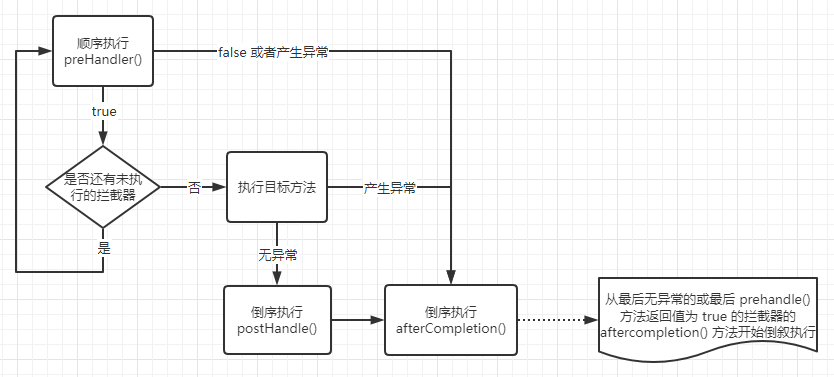 顺序执行
preHandler()
false 或者产生异常
true
是否还有未执
行的拦截器
否
执行目标方法
产生异常
是
无异常
倒序执行
postHandle()
倒序执行
afterCompletion()
从最后无异常的或最后 prehandle()
方法返回值为 true 的拦截器的
aftercompletion() 方法开始倒叙执行